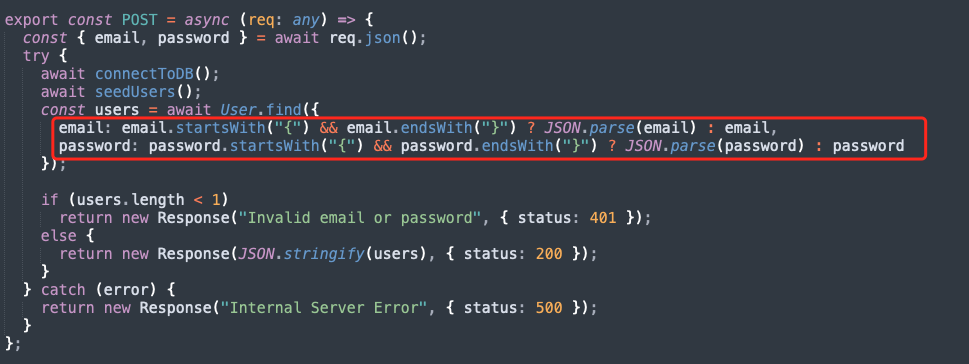 export const POST = async (req: any) => {
const { email, password } = await req.json();
try {
await connectToDB();
await seedUsers();
const users = await User.find({
email: email.startsWith("{") && email.endsWith("}") ? JSON.parse(email) : email,
password: password.startsWith("{") && password.endsWith("}") ? JSON.parse(password) : password
});
if (users.length < 1)
return new Response("Invalid email or password", { status: 401 });
else {
return new Response(JSON.stringify(users), { status: 200 });
}
} catch (error) {
return new Response("Internal Server Error", { status: 500 });
}
};